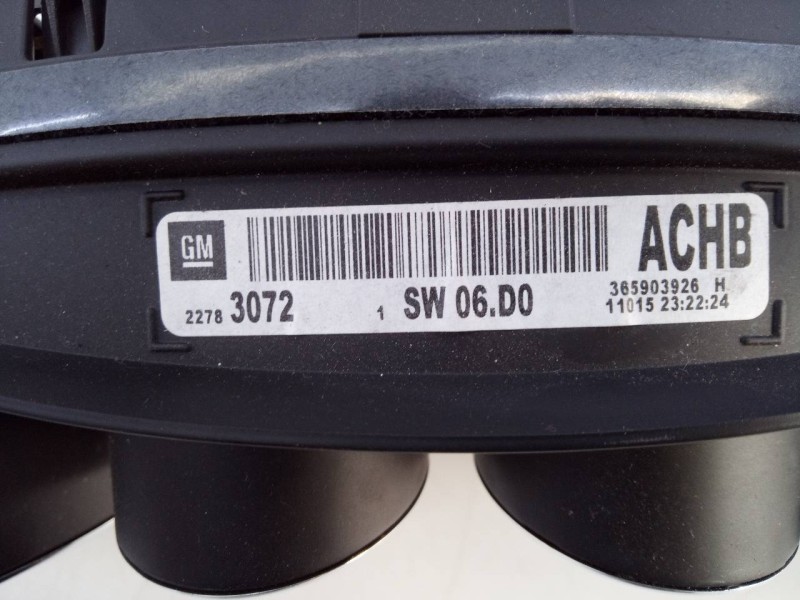 GM
ACHB
2278 3072 1 SW 06.D0
365903926 H
11015 23:22:24